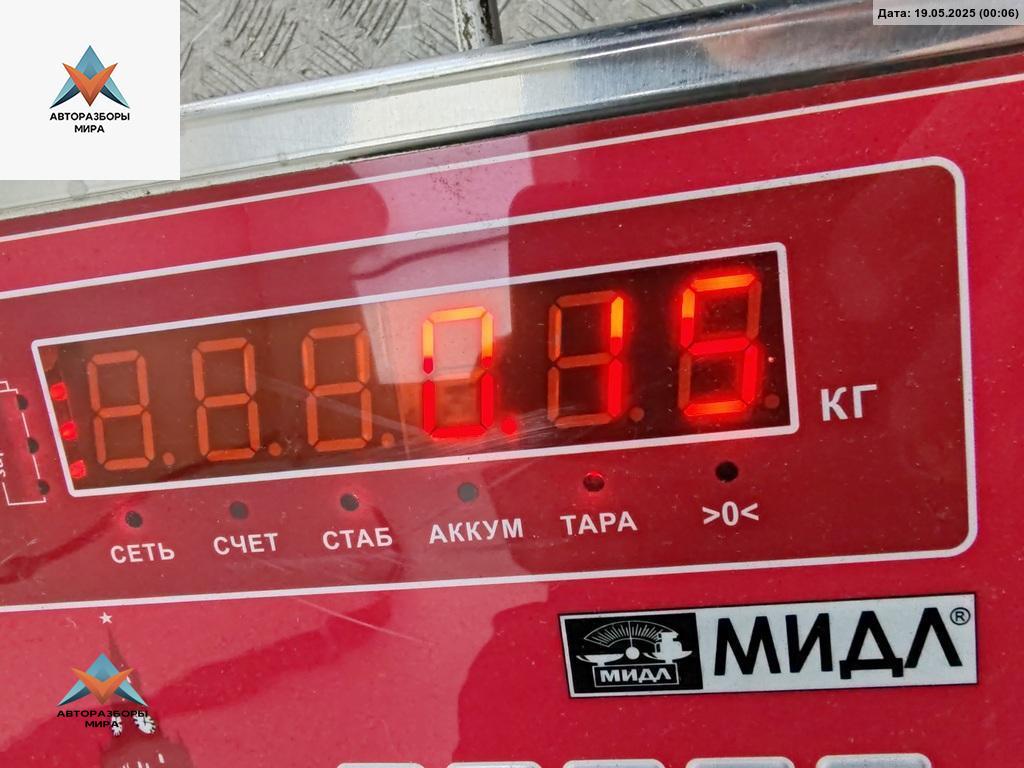 Дата: 19.05.2025 (00:06)
АВТОРАЗБОРЫ
МИРА
0.15
КГ
СЕТЬ СЧЕТ СТАБ АККУМ ТАРА >0<
МИДЛ®
МИДЛ
АВТОРАЗБОРЫ
МИРА